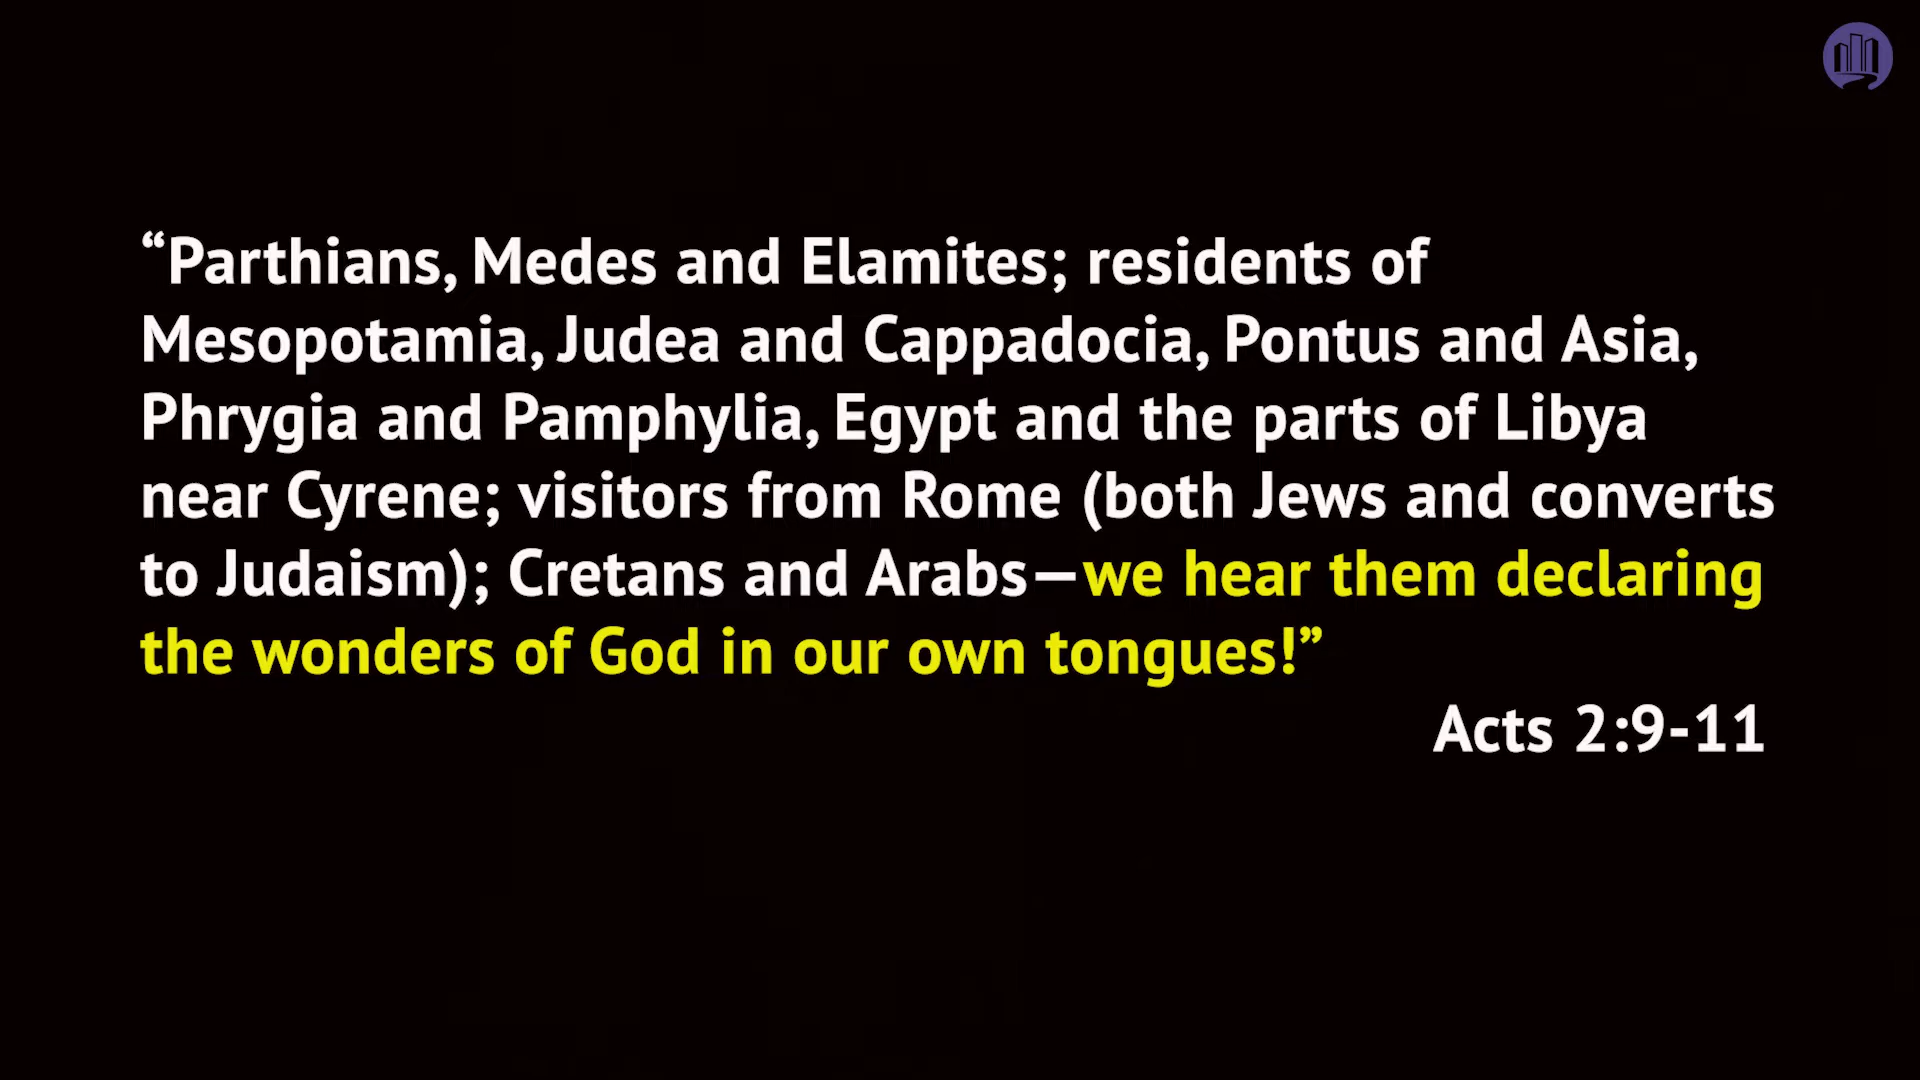 “Parthians, Medes and Elamites; residents of
Mesopotamia, Judea and Cappadocia, Pontus and Asia,
Phrygia and Pamphylia, Egypt and the parts of Libya
near Cyrene; visitors from Rome (both Jews and converts
to Judaism); Cretans and Arabs—we hear them declaring
the wonders of God in our own tongues!”
Acts 2:9-11